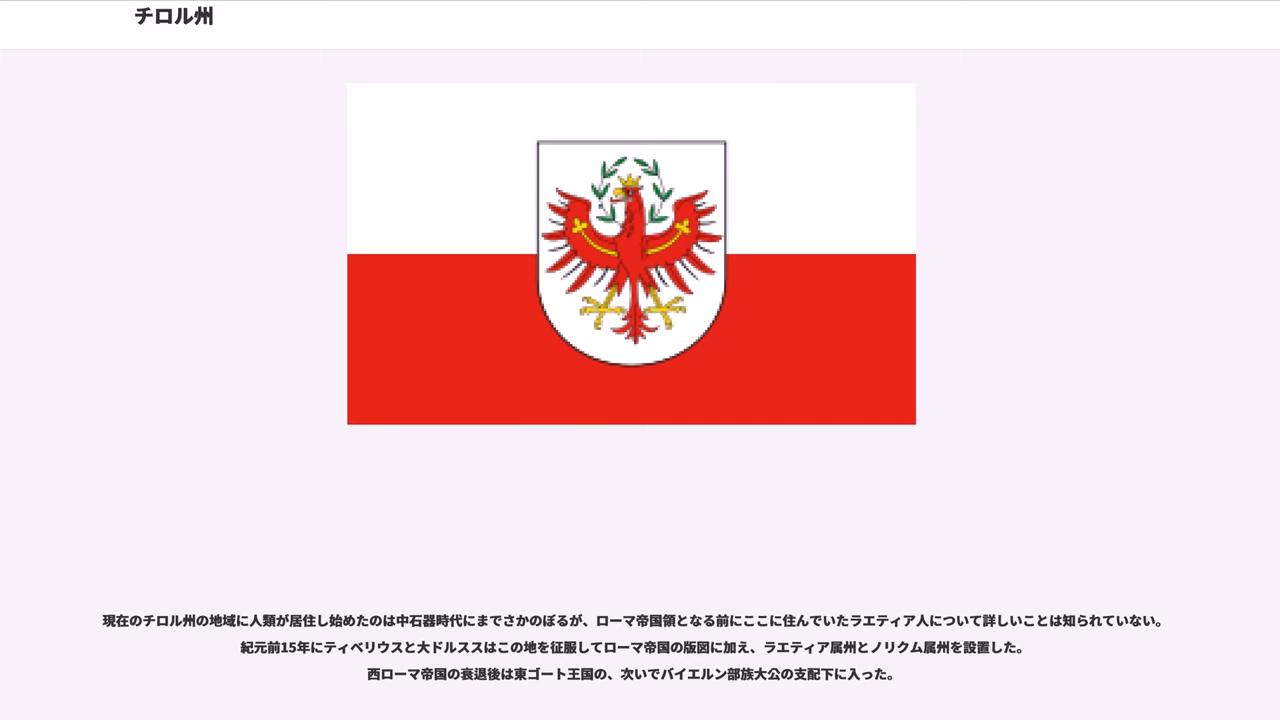 チロル州
現在のチロル州の地域に人類が居住し始めたのは中石器時代にまでさかのぼるが、ローマ帝国領となる前にここに住んでいたラエティア人について詳しいことは知られていない。
紀元前15年にティベリウスと大ドルススはこの地を征服してローマ帝国の版図に加え、ラエティア属州とノリクム属州を設置した。
西ローマ帝国の衰退後は東ゴート王国の、次いでバイエルン部族大公の支配下に入った。